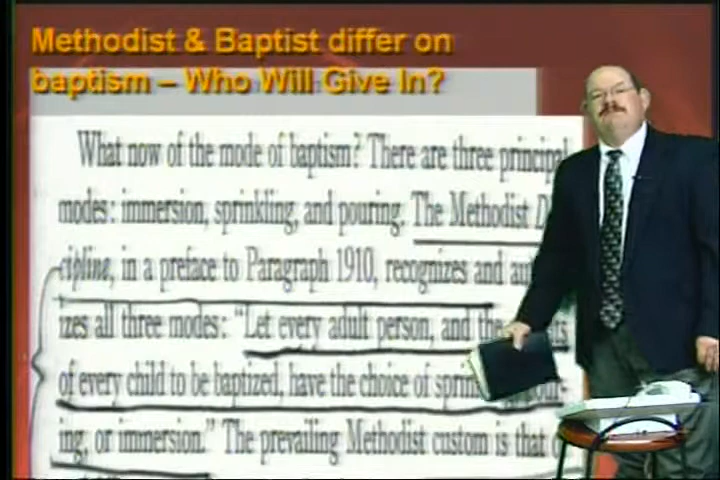 Methodist & Baptist differ on
baptism – Who Will Give In?
What now of the mode of baptism? There are three principal
modes: immersion, sprinkling, and pouring. The Methodist
cipline, in a preface to Paragraph 1910, recognizes and
izes all three modes: "Let every adult person, and
of every child to be baptized, have the choice of
ing, or immersion." The prevailing Methodist custom is that